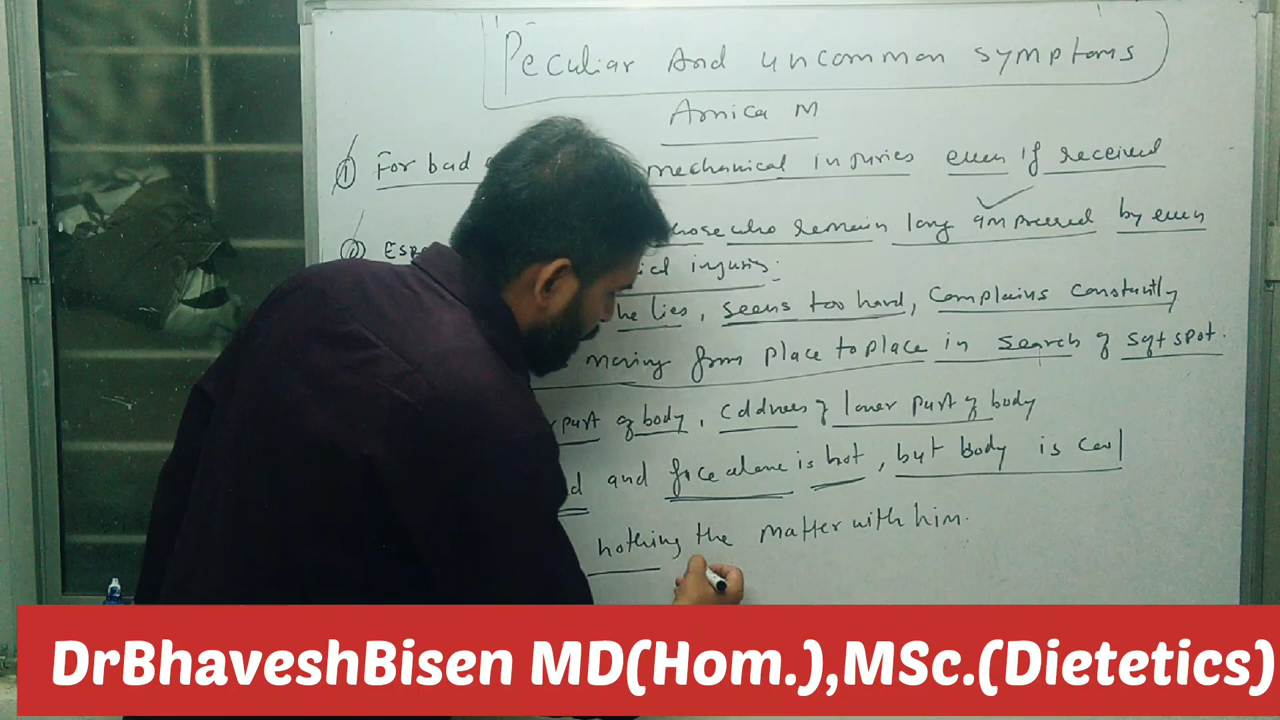 Peculiar And uncommon symptoms
Arnica M
① For bad mechanical injuries even if received
② who remain long impressed by even
injuries:
he lies, seems too hard, Complains constantly
moving from place to place in search of soft spot.
part of body, coldness of lower part of body
and face alone is hot, but body is cool
nothing the matter with him.
DrBhaveshBisen MD(Hom.),MSc.(Dietetics)